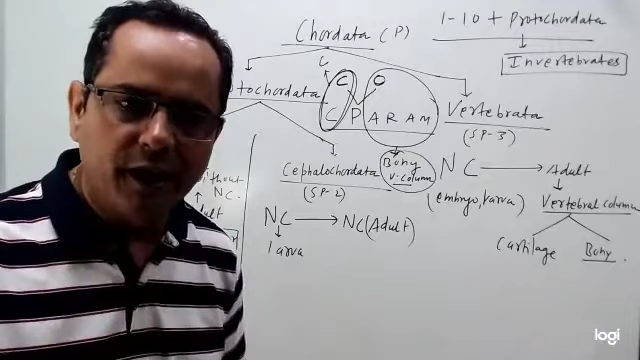 Chordata (P)
1-10 + Protochordata
Invertebrates
otochordata
C
C O
C P A R A M
Vertebrata
(SP-3)
Cephalochordata
(SP-2)
Bony
V. column
NC → Adult
(embryo, larva)
Vertebral column
Cartilage Bony
without
NC.
NC → NC (Adult)
larva
logi